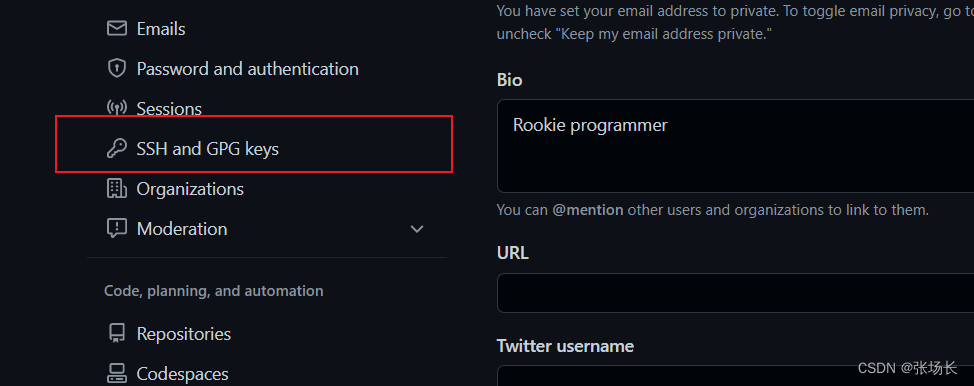 Emails
Password and authentication
Sessions
SSH and GPG keys
Organizations
Moderation
Code, planning, and automation
Repositories
Codespaces
You have set your email address to private. To toggle email privacy, go to
uncheck "Keep my email address private."
Bio
Rookie programmer
You can @mention other users and organizations to link to them.
URL
Twitter username
CSDN @张场长